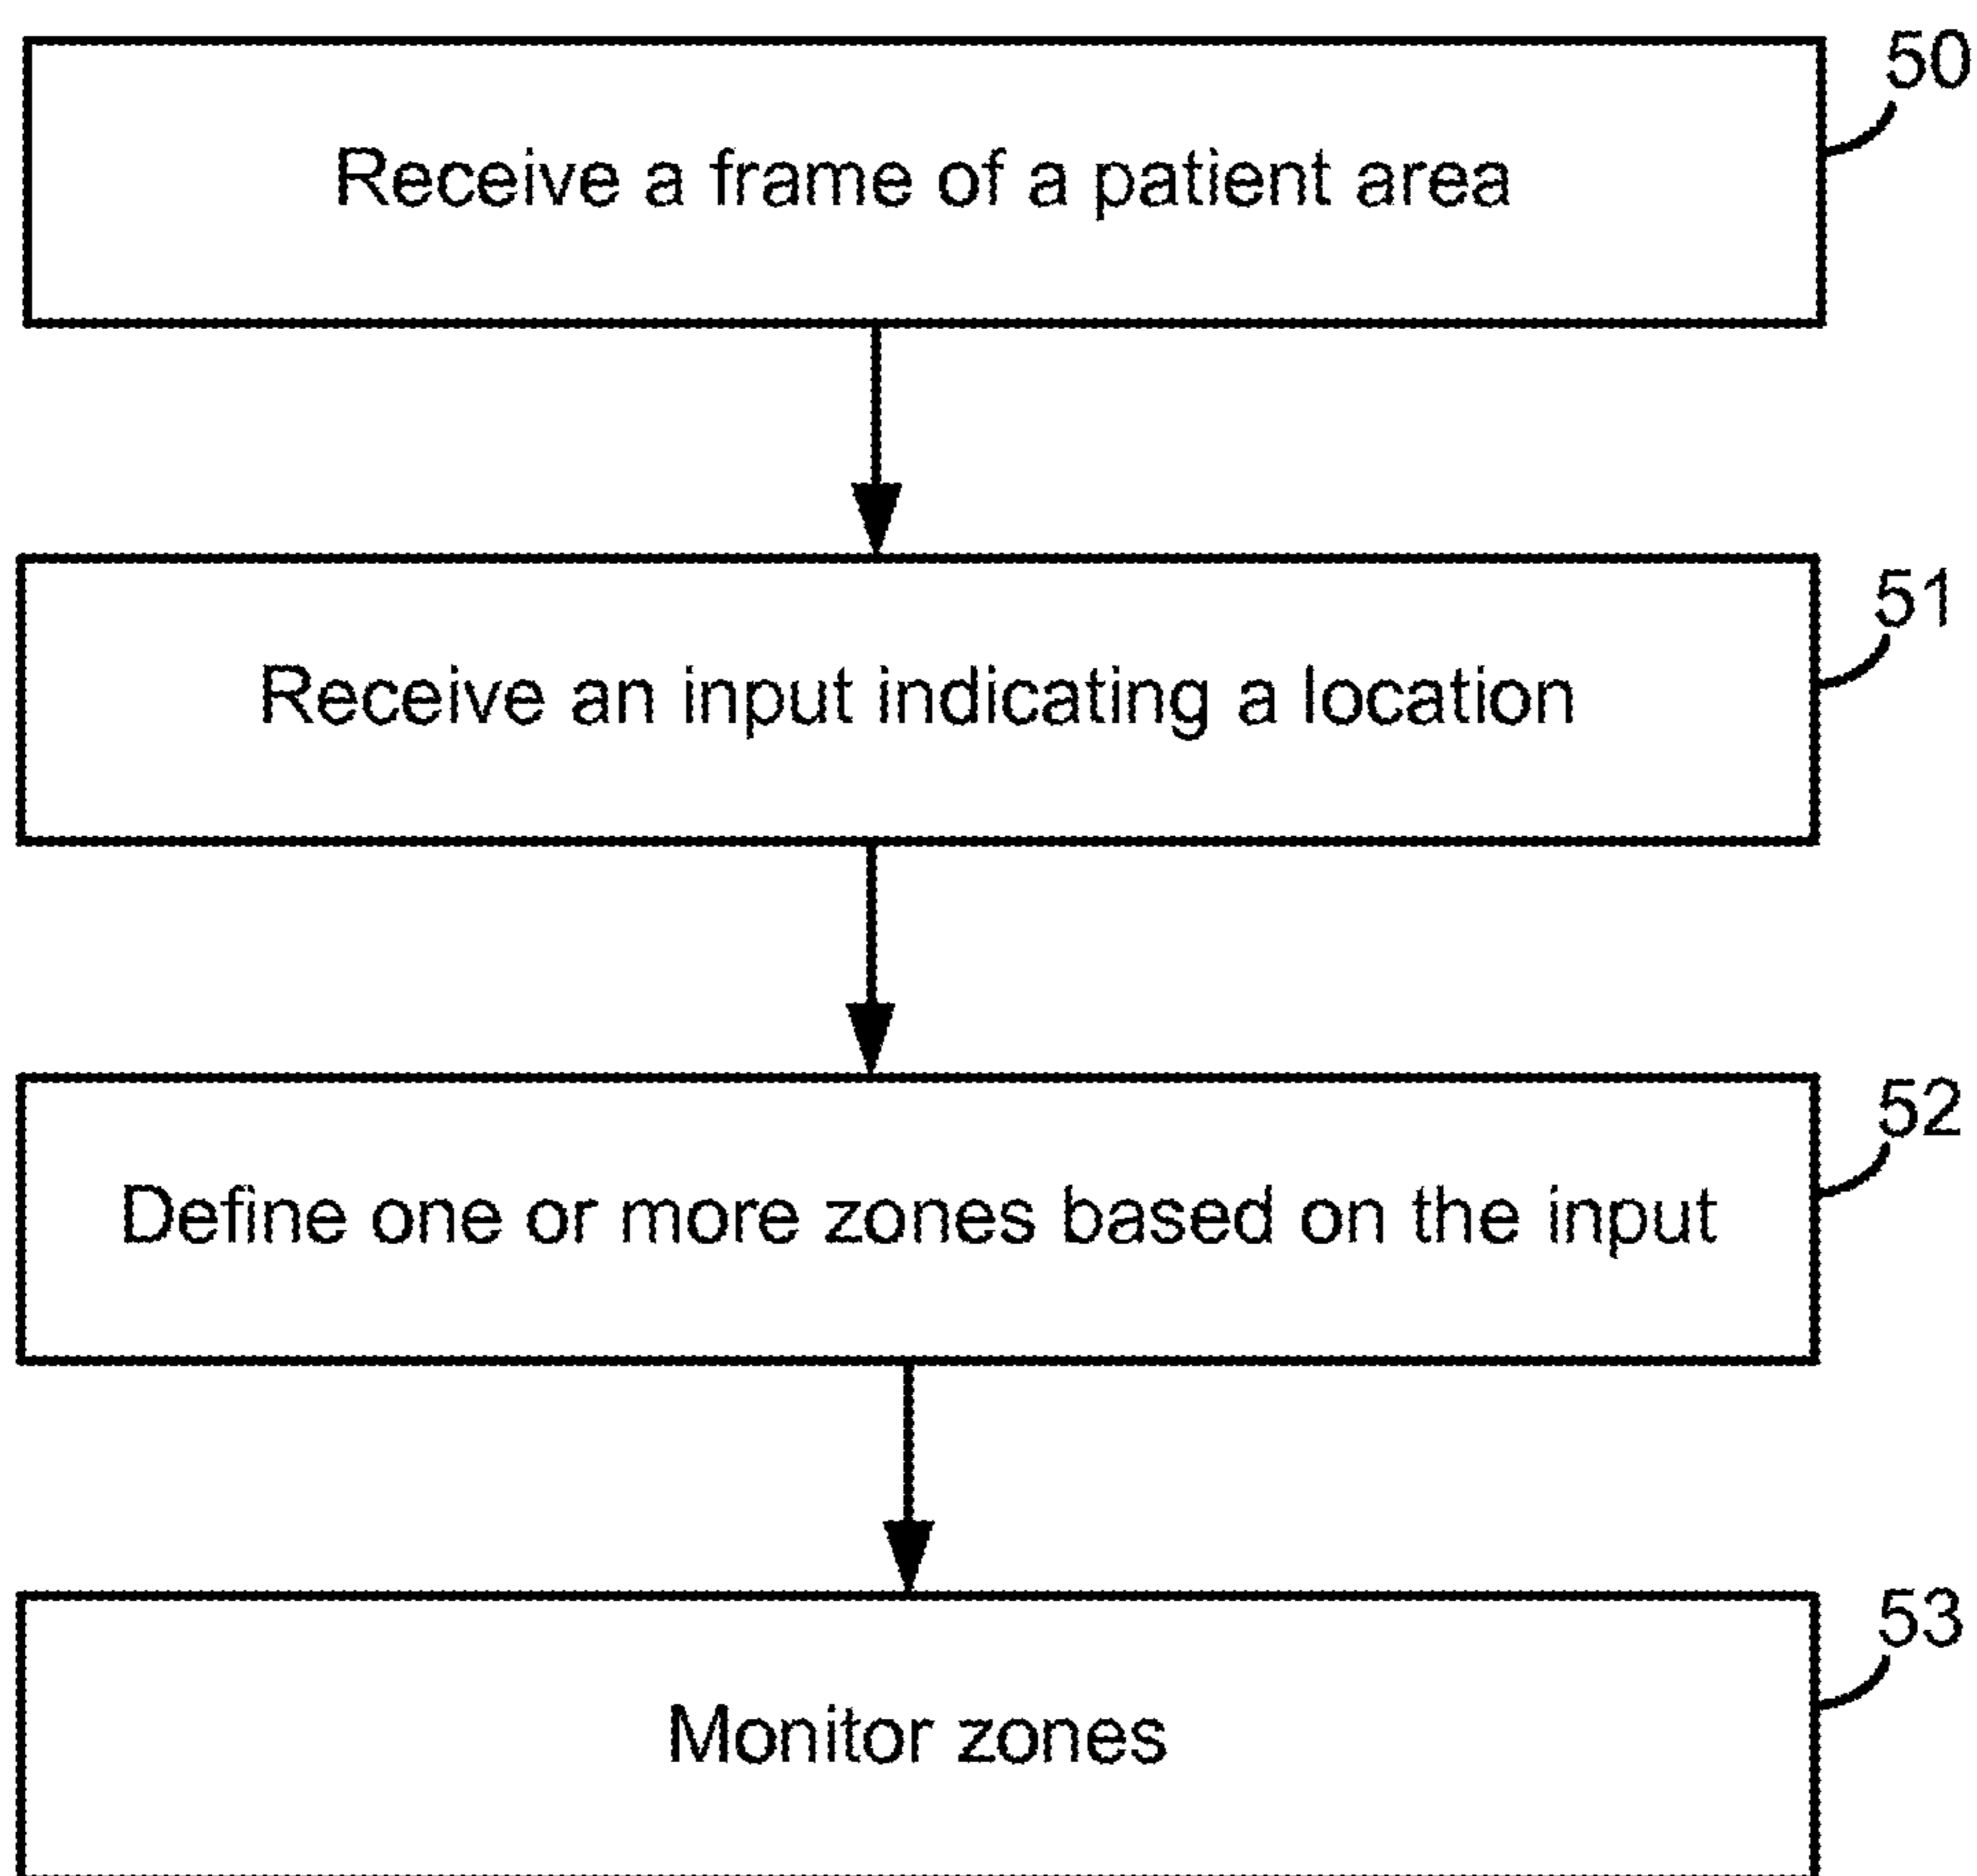 50
Receive a frame of a patient area
51
Receive an input indicating a location
52
Define one or more zones based on the input
53
Monitor zones